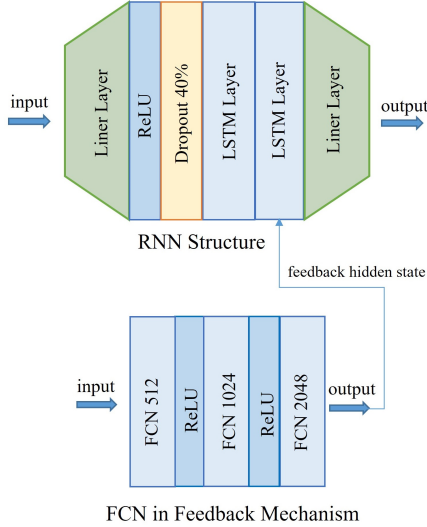 input
Liner Layer
ReLU
Dropout 40%
LSTM Layer
LSTM Layer
Liner Layer
output
RNN Structure
feedback hidden state
input
FCN 512
ReLU
FCN 1024
ReLU
FCN 2048
output
FCN in Feedback Mechanism